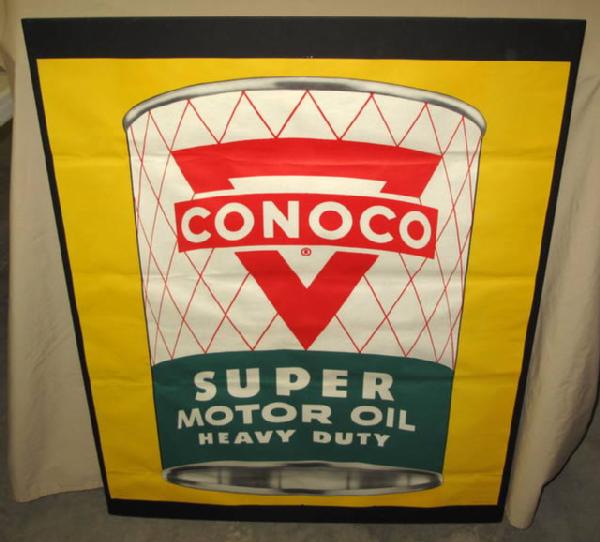 CONOCO
®
SUPER
MOTOR OIL
HEAVY DUTY